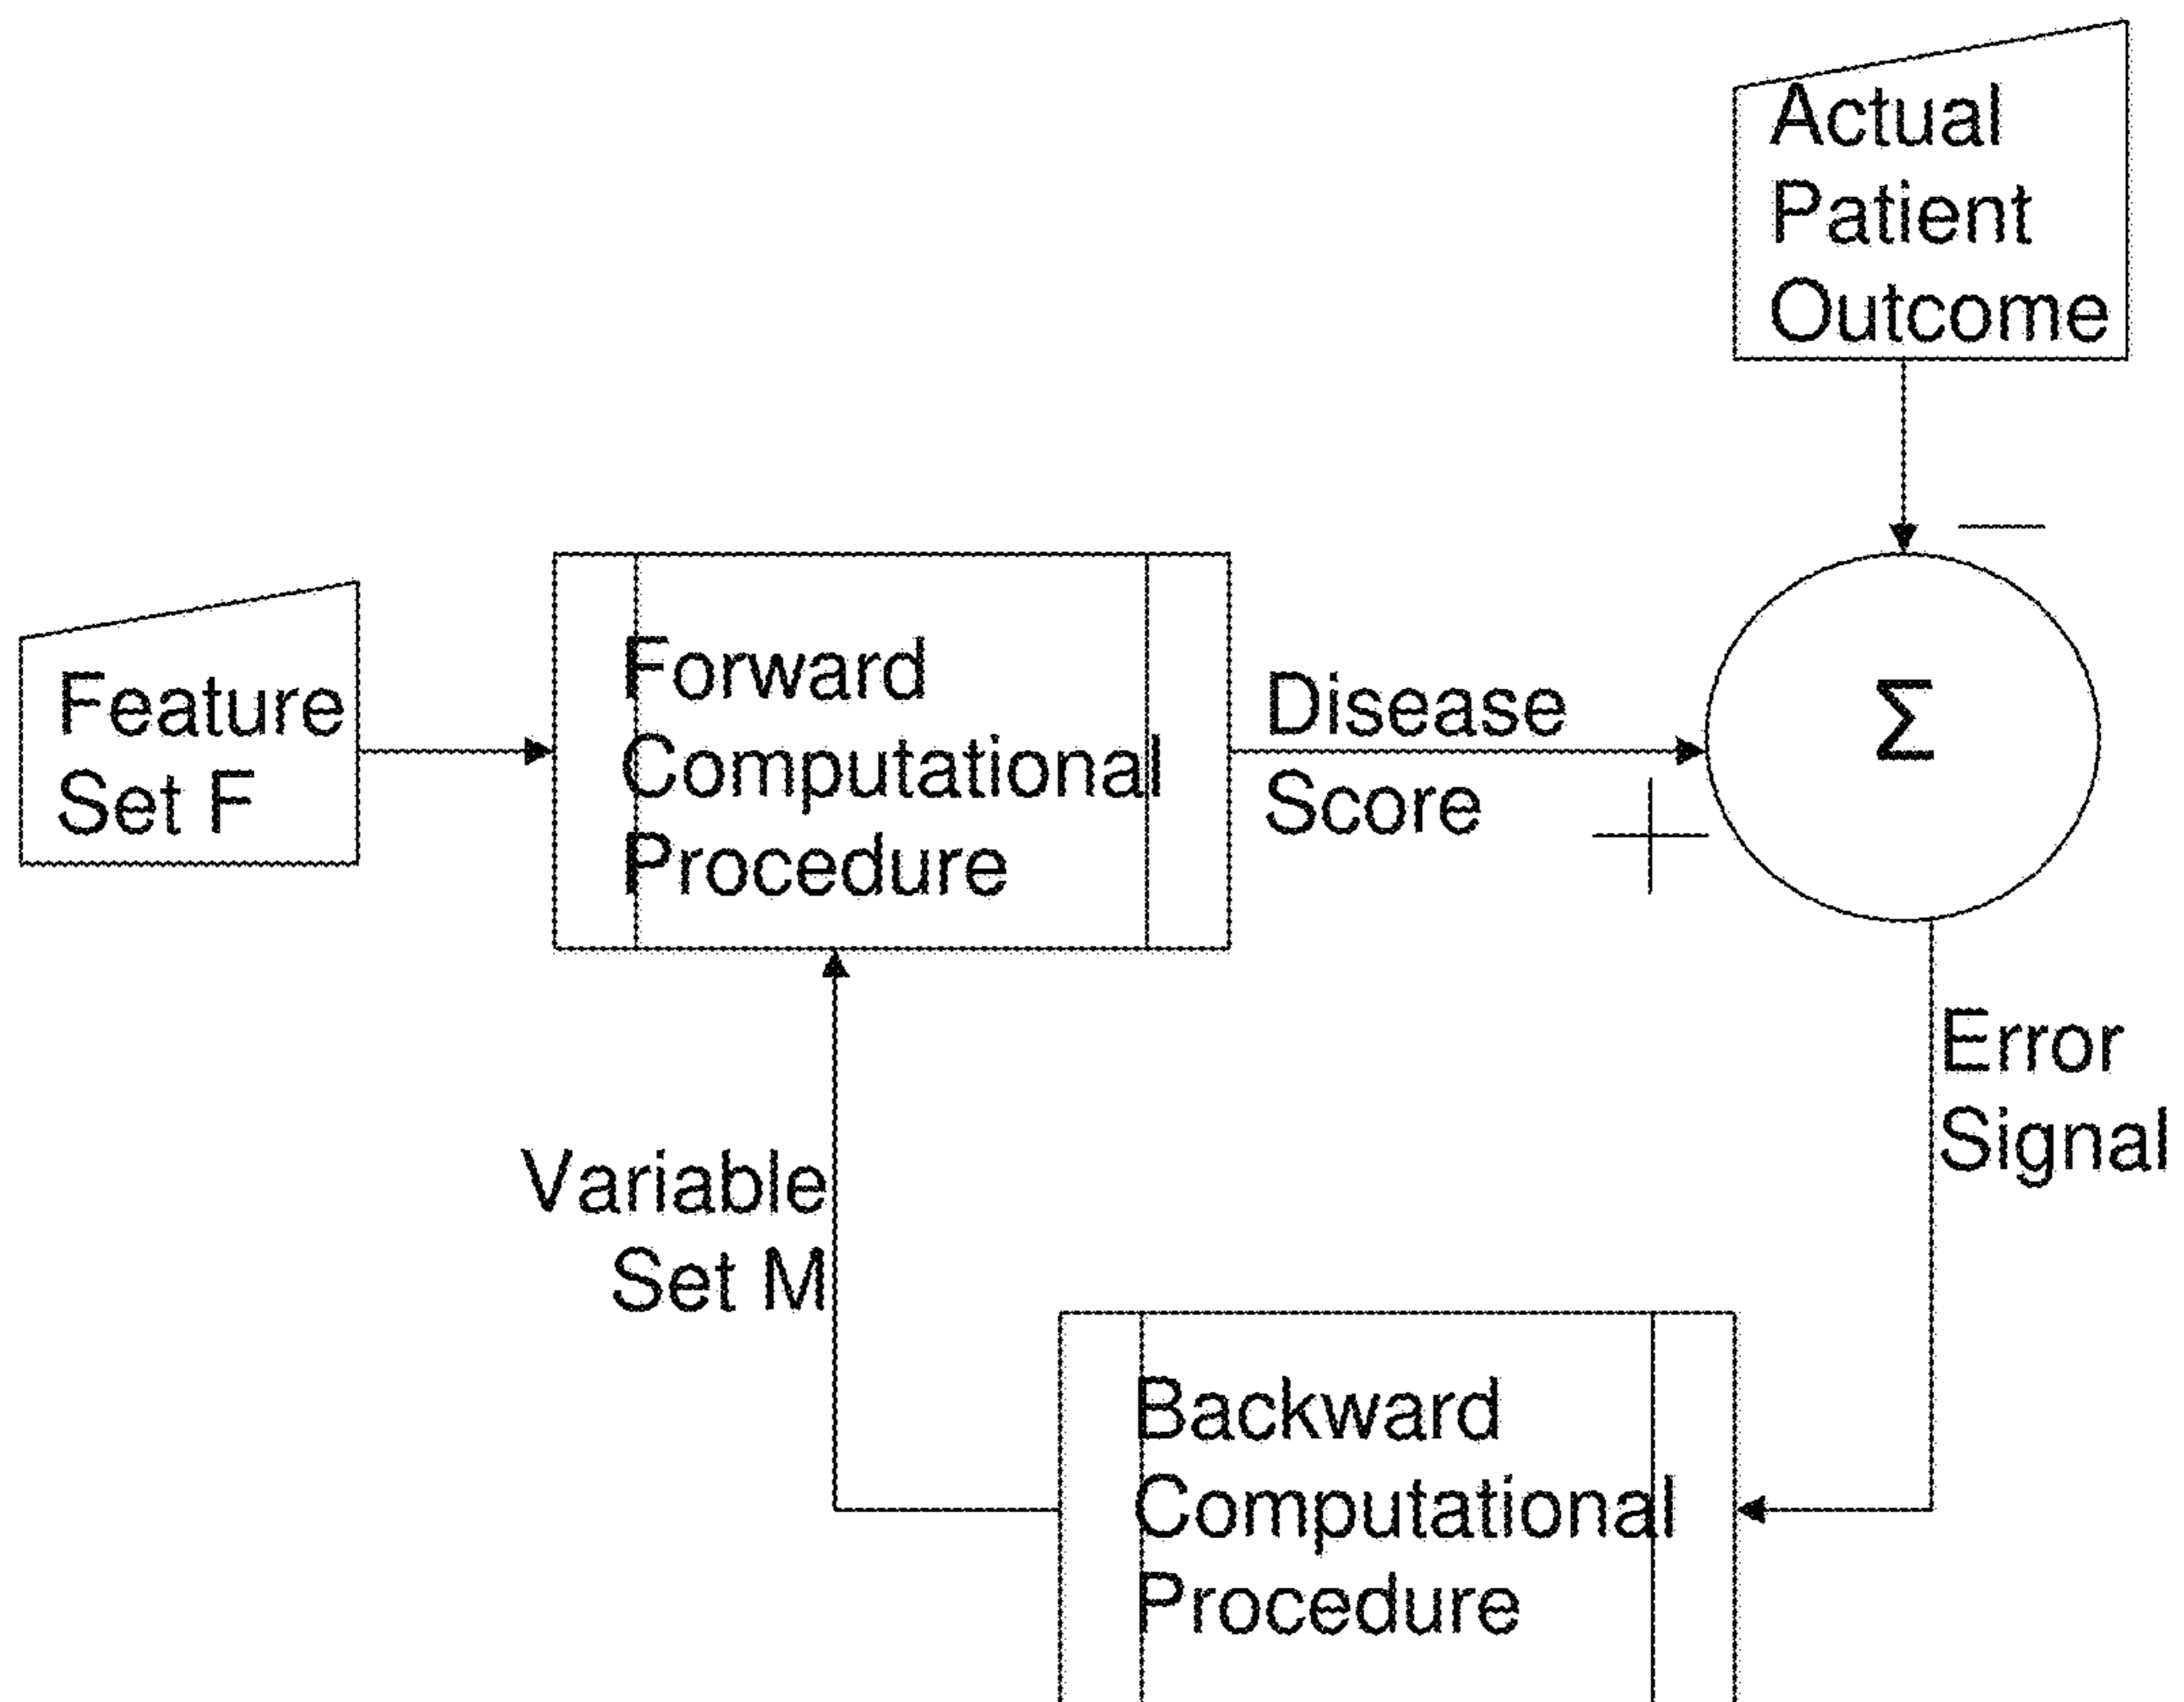 Actual
Patient
Outcome
—
Feature
Set F
Forward
Computational
Procedure
Disease
Score
+
Σ
Error
Signal
Variable
Set M
Backward
Computational
Procedure